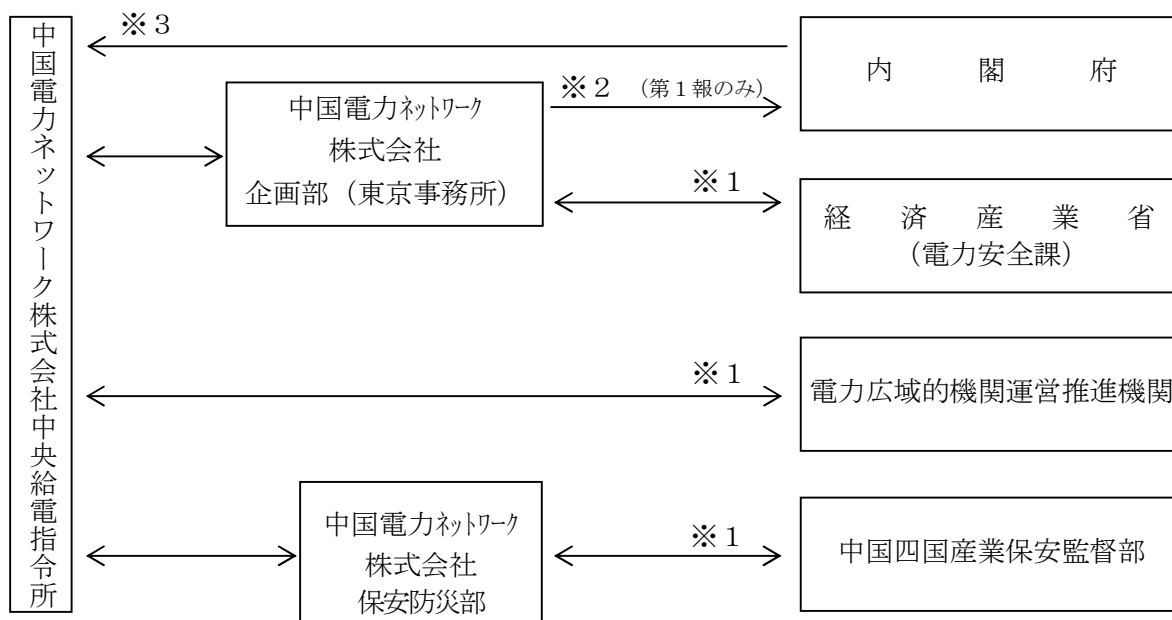 中国電力ネットワーク株式会社中央給電指令所
※３
内閣府
※２（第１報のみ）
中国電力ネットワーク
株式会社
企画部（東京事務所）
※１
経済産業省
（電力安全課）
※１
電力広域的機関運営推進機関
中国電力ネットワーク
株式会社
保安防災部
※１
中国四国産業保安監督部